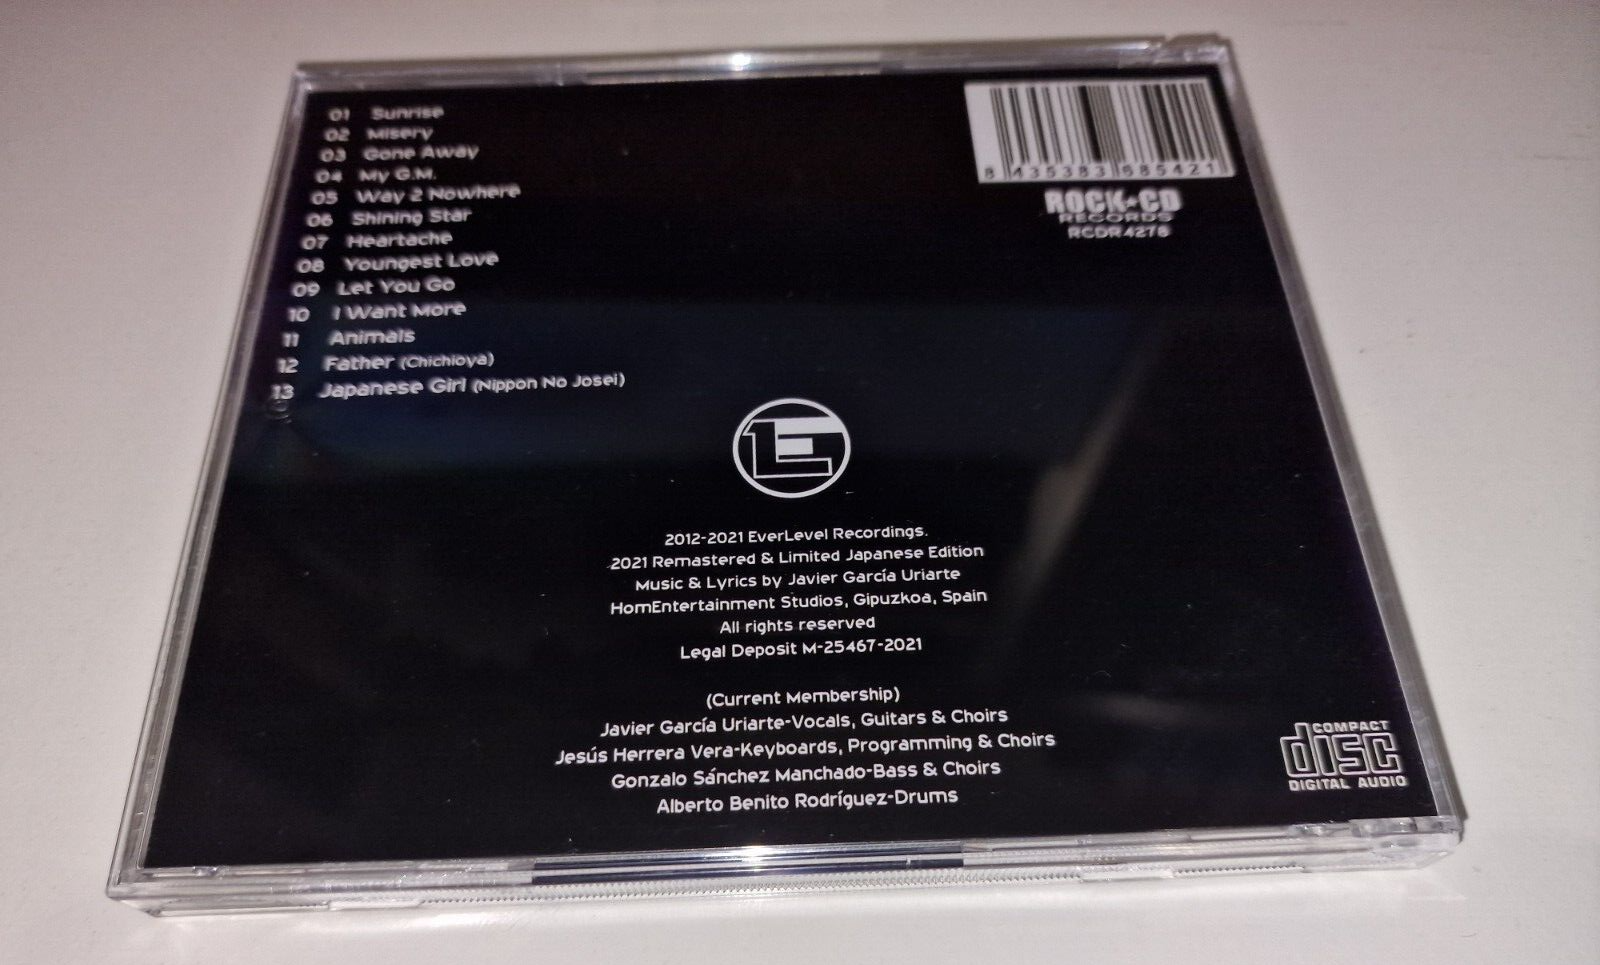 01 Sunrise
02 Misery
03 Gone Away
04 My G.M.
05 Way 2 Nowhere
06 Shining Star
07 Heartache
08 Youngest Love
09 Let You Go
10 I Want More
11 Animals
12 Father (Chichioya)
13 Japanese Girl (Nippon No Josei)
8 435383 685421
ROCK★CD
RECORDS
RCDR4278
LE
2012-2021 EverLevel Recordings.
2021 Remastered & Limited Japanese Edition
Music & Lyrics by Javier García Uriarte
HomEntertainment Studios, Gipuzkoa, Spain
All rights reserved
Legal Deposit M-25467-2021
(Current Membership)
Javier García Uriarte-Vocals, Guitars & Choirs
Jesús Herrera Vera-Keyboards, Programming & Choirs
Gonzalo Sánchez Manchado-Bass & Choirs
Alberto Benito Rodríguez-Drums
COMPACT
disc
DIGITAL AUDIO